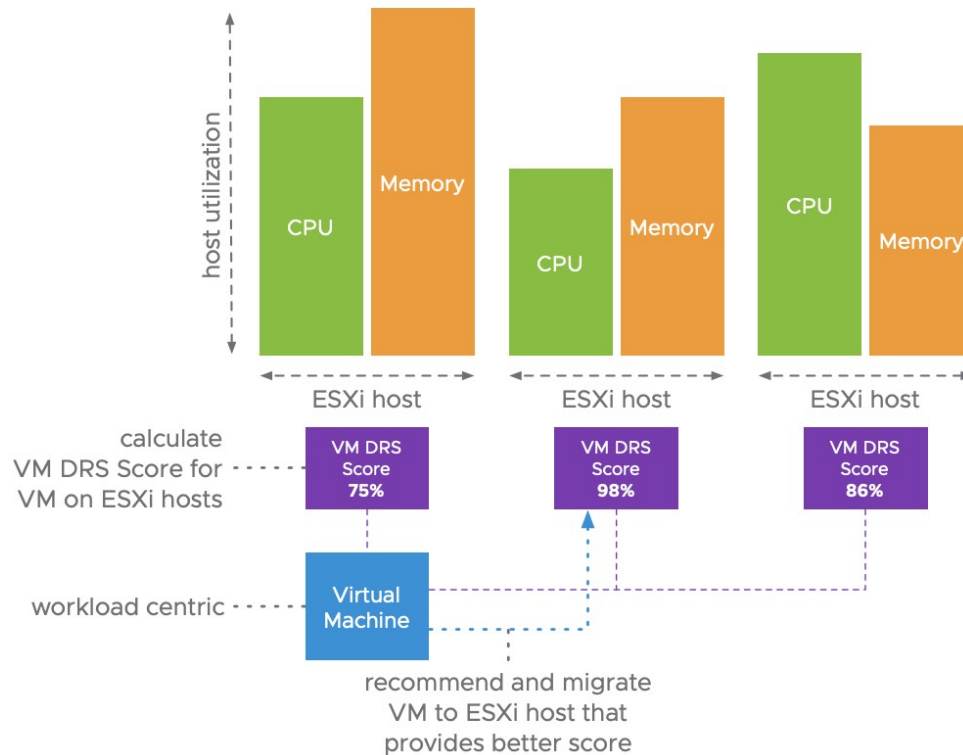 host utilization
CPU
Memory
CPU
Memory
CPU
Memory
ESXi host
ESXi host
ESXi host
calculate
VM DRS Score for
VM on ESXi hosts
VM DRS
Score
75%
VM DRS
Score
98%
VM DRS
Score
86%
workload centric
Virtual
Machine
recommend and migrate
VM to ESXi host that
provides better score